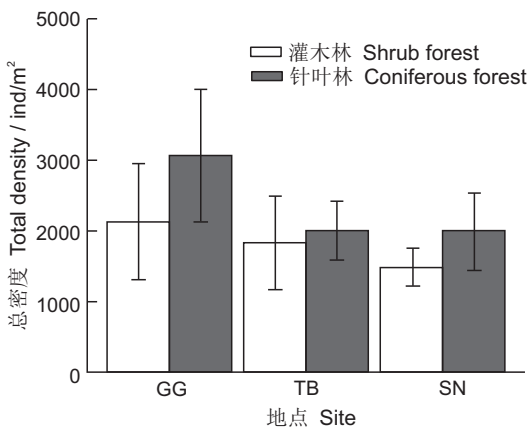 5000
4000
3000
2000
1000
0
总密度 Total density / ind/m²
灌木林 Shrub forest
针叶林 Coniferous forest
GG TB SN
地点 Site